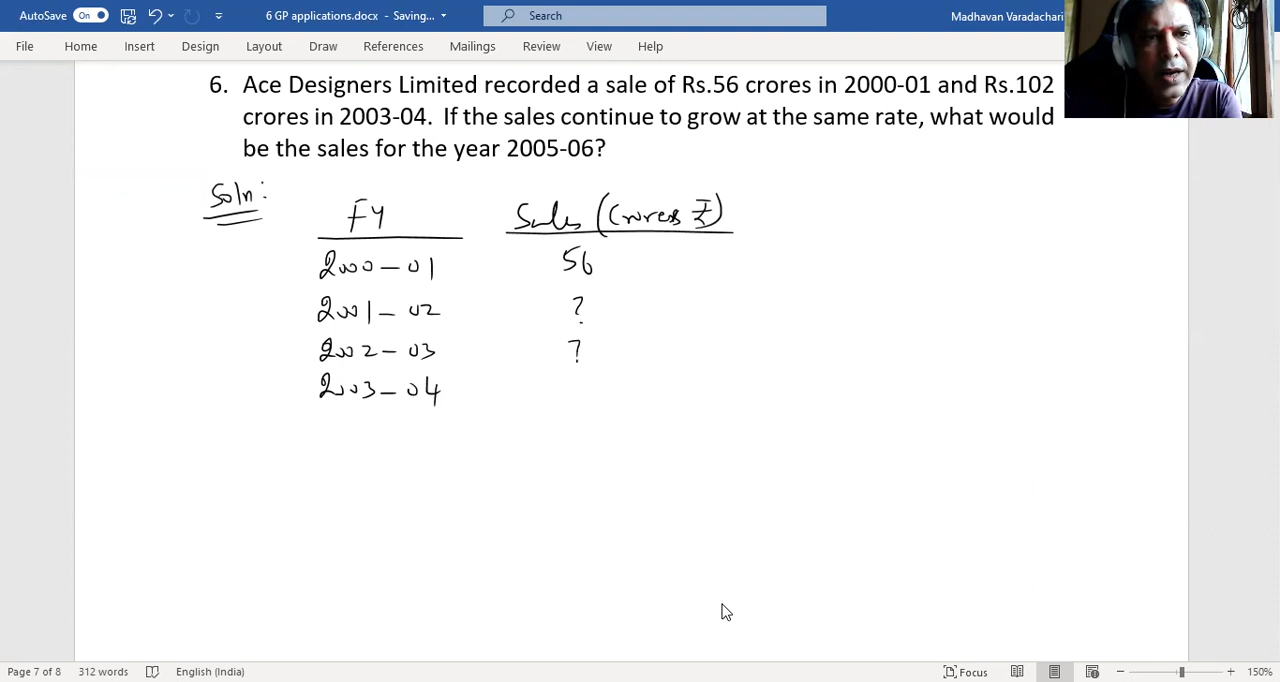 AutoSave On 6 GP applications.docx - Saving... Search Madhavan Varadachari
File Home Insert Design Layout Draw References Mailings Review View Help
6. Ace Designers Limited recorded a sale of Rs.56 crores in 2000-01 and Rs.102
crores in 2003-04. If the sales continue to grow at the same rate, what would
be the sales for the year 2005-06?
Soln:
FY Sales (Crores ₹)
2000-01 56
2001-02 ?
2002-03 ?
2003-04
Page 7 of 8 312 words English (India) Focus 150%